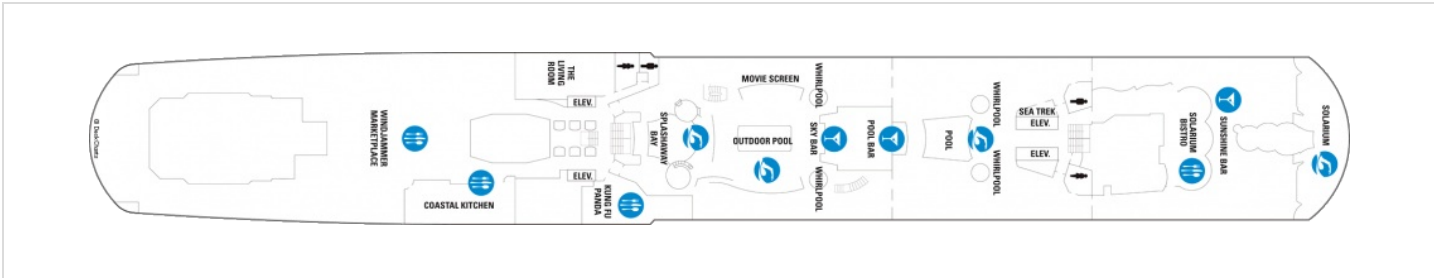 © DeckChartz
WINDJAMMER
MARKETPLACE
COASTAL KITCHEN
THE
LIVING
ROOM
ELEV.
ELEV.
KUNG FU
PANDA
SPLASHAWAY
BAY
MOVIE SCREEN
OUTDOOR POOL
WHIRLPOOL
SKY BAR
WHIRLPOOL
POOL BAR
POOL
WHIRLPOOL
WHIRLPOOL
SEA TREK
ELEV.
ELEV.
SOLARIUM
BISTRO
SUNSHINE BAR
SOLARIUM